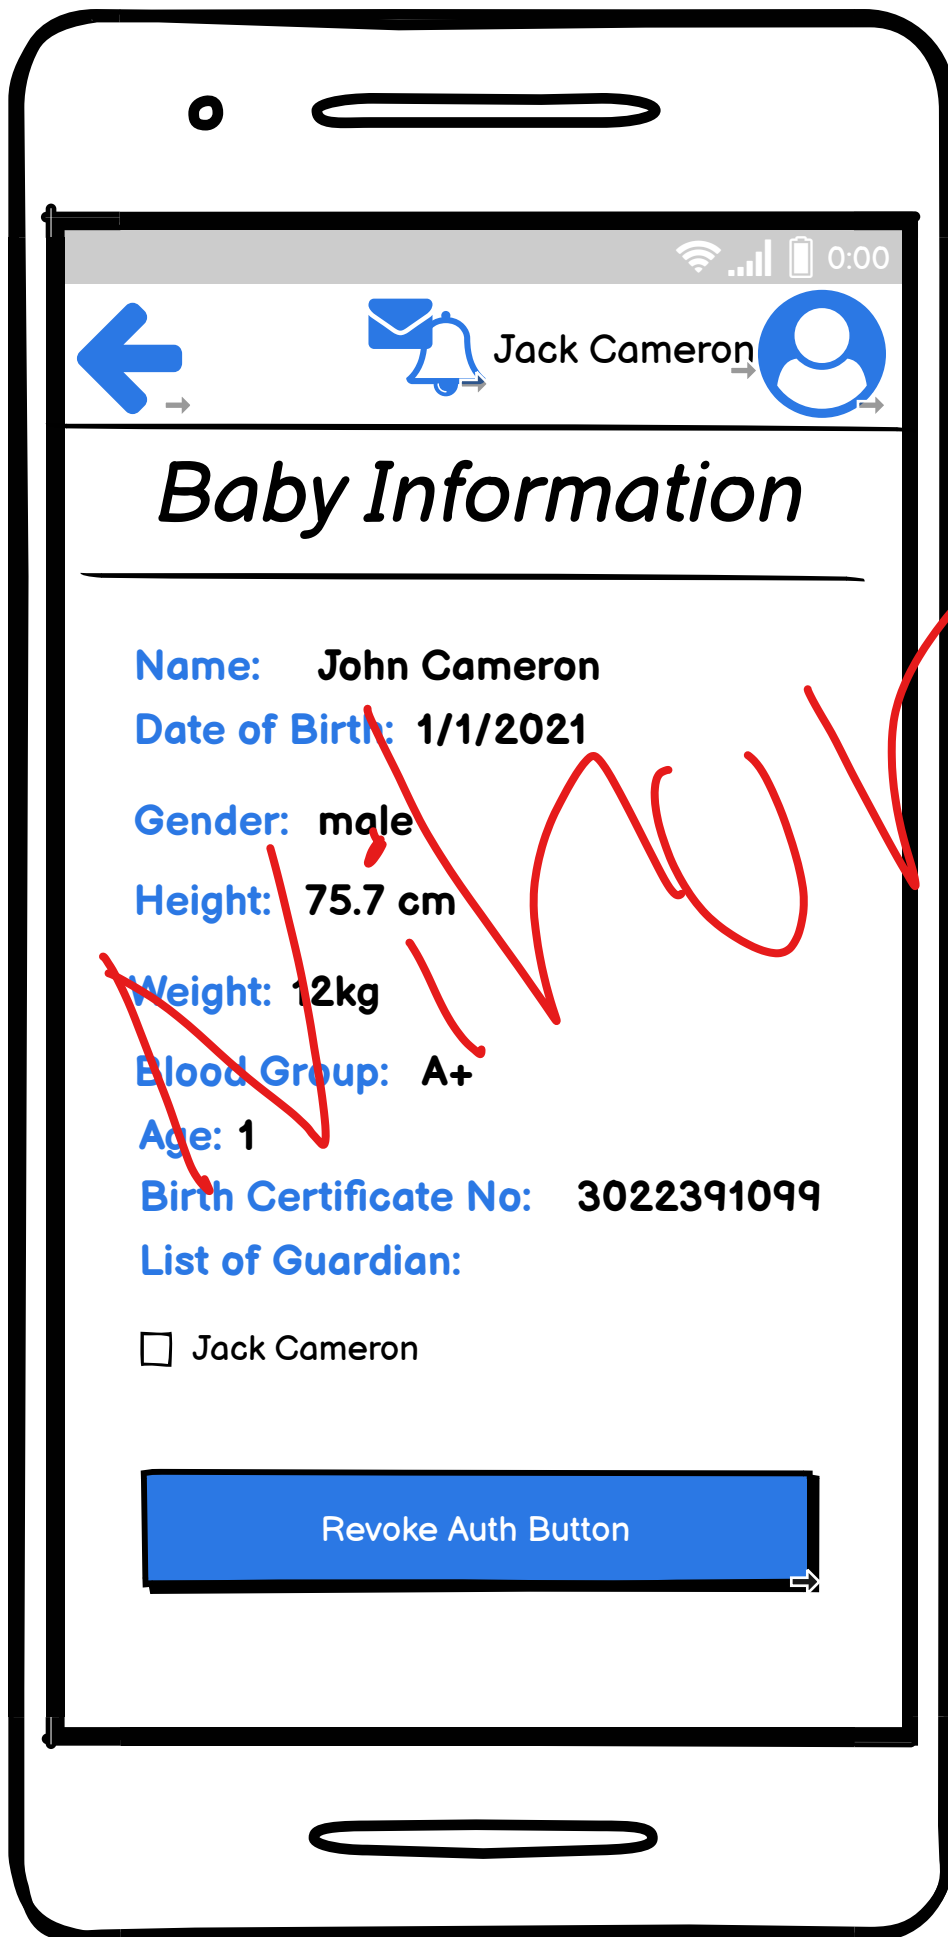 0:00
Jack Cameron
Baby Information
Name: John Cameron
Date of Birth: 1/1/2021
Gender: male
Height: 75.7 cm
Weight: 12kg
Blood Group: A+
Age: 1
Birth Certificate No: 3022391099
List of Guardian:
Jack Cameron
Revoke Auth Button